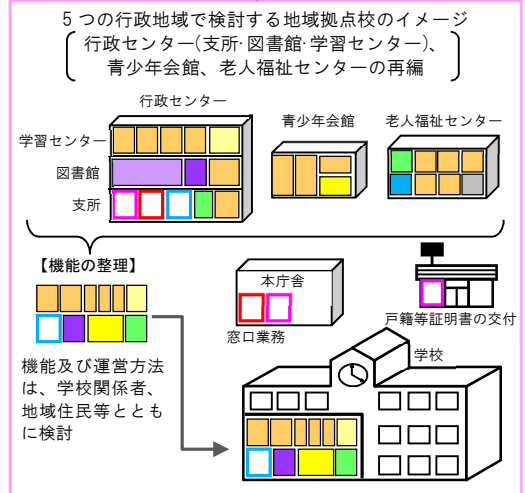 5つの行政地域で検討する地域拠点校のイメージ
行政センター(支所・図書館・学習センター)、
青少年会館、老人福祉センターの再編
行政センター
青少年会館
老人福祉センター
学習センター
図書館
支所
【機能の整理】
本庁舎
窓口業務
戸籍等証明書の交付
機能及び運営方法
は、学校関係者、
地域住民等ととも
に検討
学校